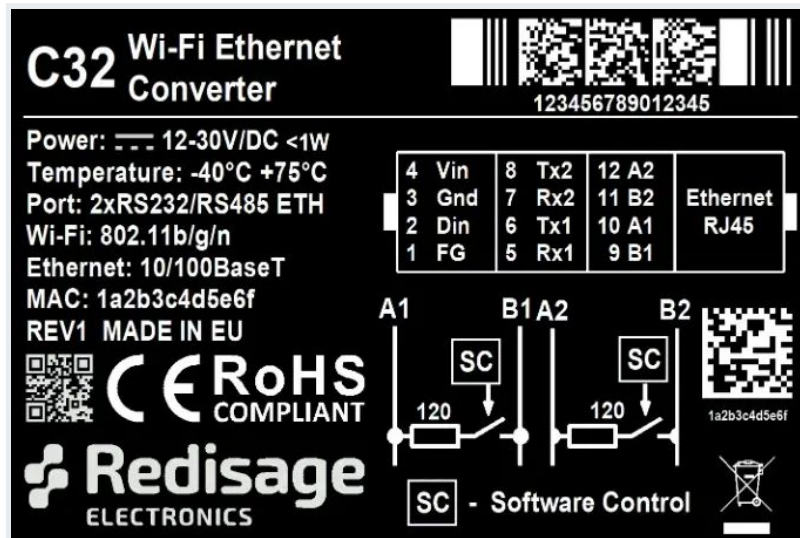 C32 Wi-Fi Ethernet
Converter
123456789012345
Power: 12-30V/DC <1W
Temperature: -40°C +75°C
Port: 2xRS232/RS485 ETH
Wi-Fi: 802.11b/g/n
Ethernet: 10/100BaseT
MAC: 1a2b3c4d5e6f
REV1 MADE IN EU
4 Vin 8 Tx2 12 A2
3 Gnd 7 Rx2 11 B2 Ethernet
2 Din 6 Tx1 10 A1 RJ45
1 FG 5 Rx1 9 B1
A1 B1 A2 B2
SC SC
120 120
1a2b3c4d5e6f
CE RoHS
COMPLIANT
Redisage
ELECTRONICS
SC - Software Control